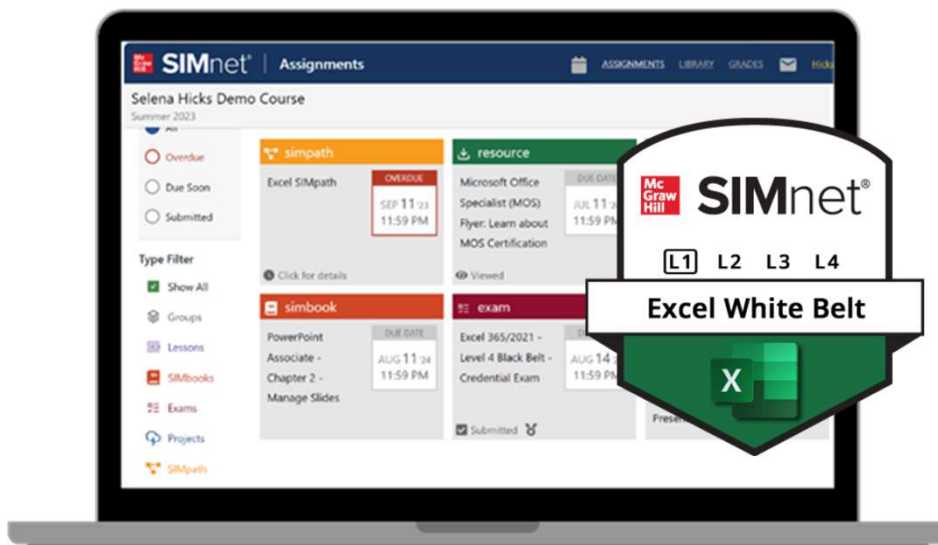 Mc
Graw
Hill
SIMnet® | Assignments
ASSIGNMENTS LIBRARY GRADES
Selena Hicks Demo Course
Summer 2023
All
Overdue
Due Soon
Submitted
Type Filter
Show All
Groups
Lessons
SIMbooks
Exams
Projects
SIMpath
simpath
Excel SIMpath
OVERDUE
SEP 11 '23
11:59 PM
Click for details
resource
Microsoft Office
Specialist (MOS)
Flyer: Learn about
MOS Certification
DUE DATE
JUL 11
11:59 PM
Viewed
simbook
PowerPoint
Associate -
Chapter 2 -
Manage Slides
DUE DATE
AUG 11 '24
11:59 PM
exam
Excel 365/2021 -
Level 4 Black Belt -
Credential Exam
AUG 14
11:59 PM
Submitted
Mc
Graw
Hill
SIMnet®
L1 L2 L3 L4
Excel White Belt
X